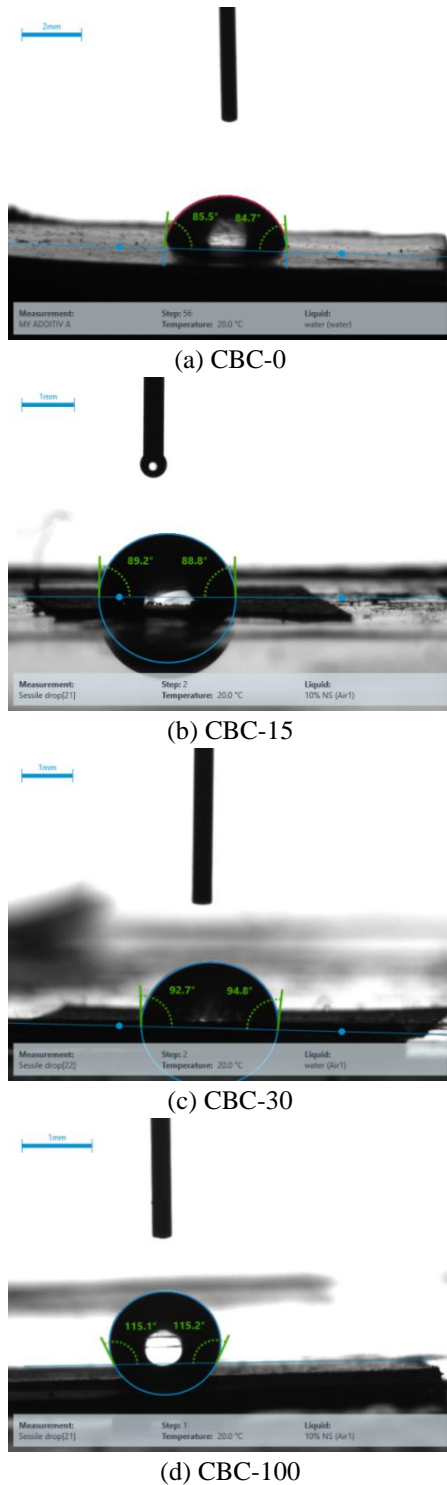 2mm
85.5° 84.7°
Measurement: Step: 56 Liquid:
MY ADDITIV A Temperature: 20.0 °C water (water)
(a) CBC-0
1mm
89.2° 88.8°
Measurement: Step: 2 Liquid:
Sessile drop[21] Temperature: 20.0 °C 10% NS (Air1)
(b) CBC-15
1mm
92.7° 94.8°
Measurement: Step: 2 Liquid:
Sessile drop[22] Temperature: 20.0 °C water (Air1)
(c) CBC-30
1mm
115.1° 115.2°
Measurement: Step: 1 Liquid:
Sessile drop[21] Temperature: 20.0 °C 10% NS (Air1)
(d) CBC-100